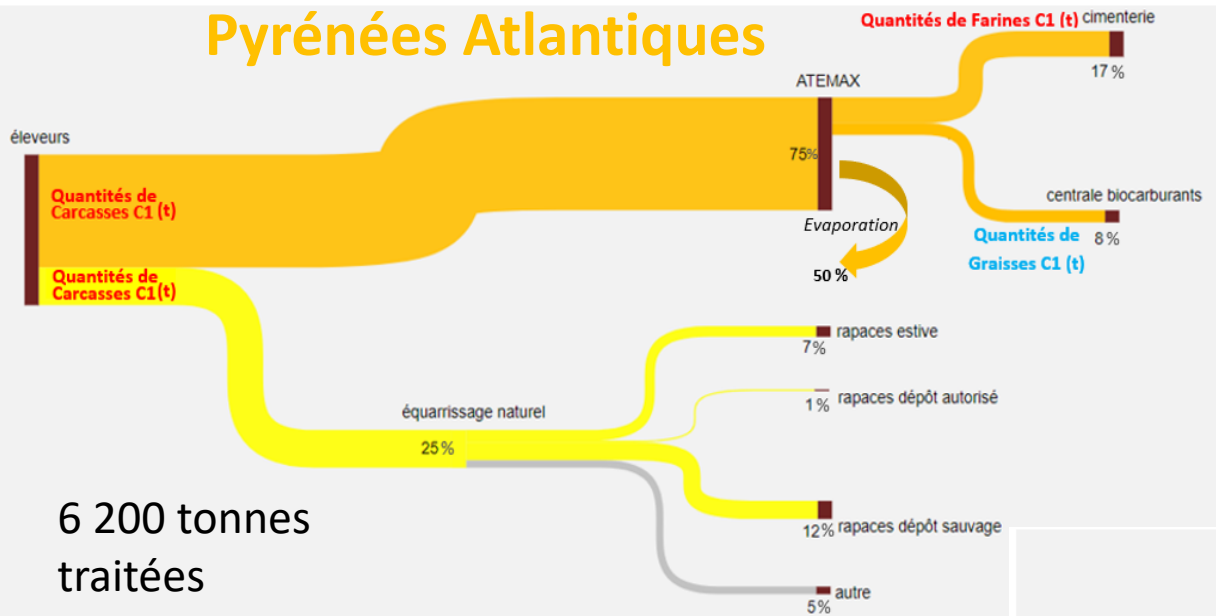 Pyrénées Atlantiques
Quantités de Farines C1 (t) cimenterie
17 %
ATEMAX
75%
éleveurs
Quantités de
Carcasses C1 (t)
Evaporation
50 %
centrale biocarburants
8 %
Quantités de
Graisses C1 (t)
Quantités de
Carcasses C1(t)
rapaces estive
7%
rapaces dépôt autorisé
1 %
équarrissage naturel
25 %
rapaces dépôt sauvage
12%
autre
5%
6 200 tonnes
traitées